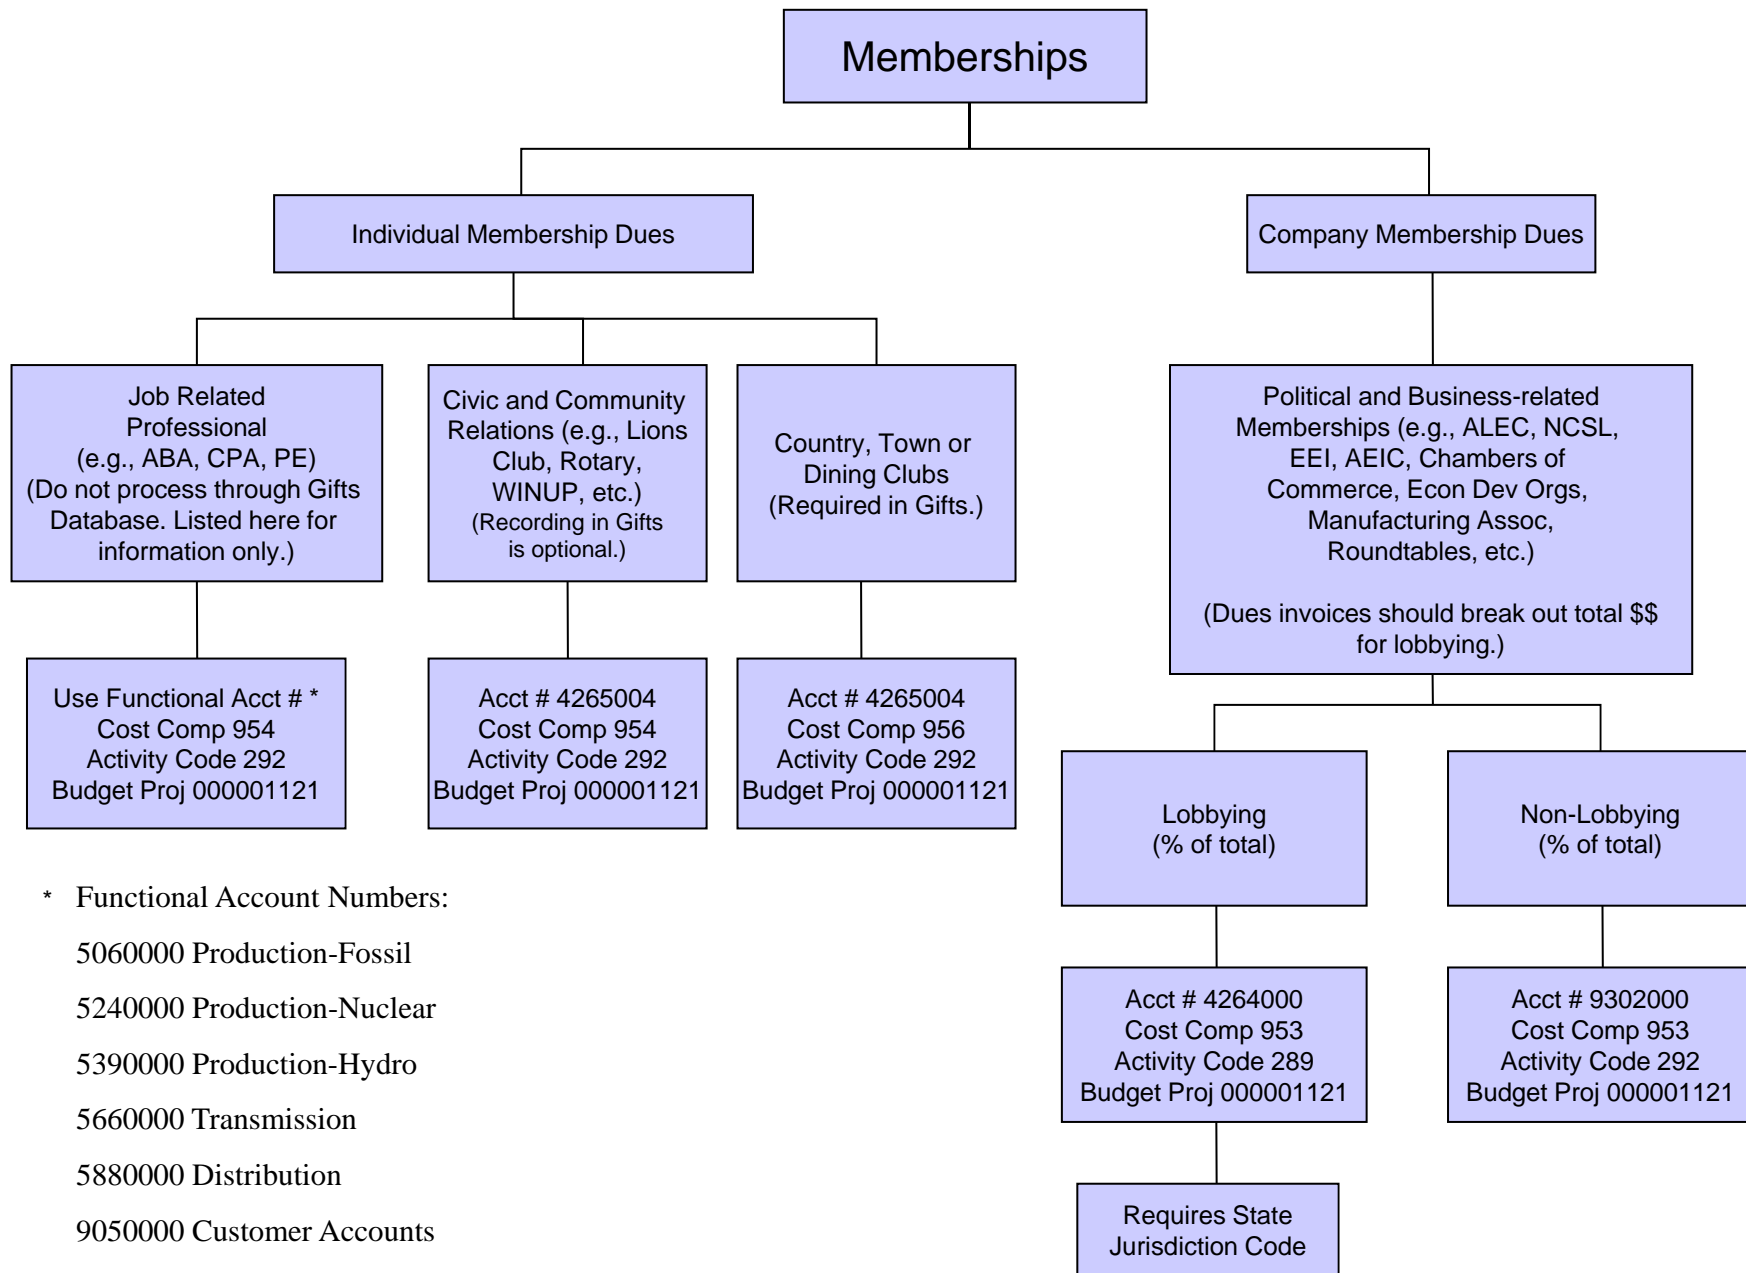 Memberships
Individual Membership Dues
Company Membership Dues
Job Related
Professional
(e.g., ABA, CPA, PE)
(Do not process through Gifts
Database. Listed here for
information only.)
Civic and Community
Relations (e.g., Lions
Club, Rotary,
WINUP, etc.)
(Recording in Gifts
is optional.)
Country, Town or
Dining Clubs
(Required in Gifts.)
Political and Business-related
Memberships (e.g., ALEC, NCSL,
EEI, AEIC, Chambers of
Commerce, Econ Dev Orgs,
Manufacturing Assoc,
Roundtables, etc.)
(Dues invoices should break out total $$
for lobbying.)
Use Functional Acct # *
Cost Comp 954
Activity Code 292
Budget Proj 000001121
Acct # 4265004
Cost Comp 954
Activity Code 292
Budget Proj 000001121
Acct # 4265004
Cost Comp 956
Activity Code 292
Budget Proj 000001121
Lobbying
(% of total)
Non-Lobbying
(% of total)
Acct # 4264000
Cost Comp 953
Activity Code 289
Budget Proj 000001121
Acct # 9302000
Cost Comp 953
Activity Code 292
Budget Proj 000001121
Requires State
Jurisdiction Code
* Functional Account Numbers:
5060000 Production-Fossil
5240000 Production-Nuclear
5390000 Production-Hydro
5660000 Transmission
5880000 Distribution
9050000 Customer Accounts